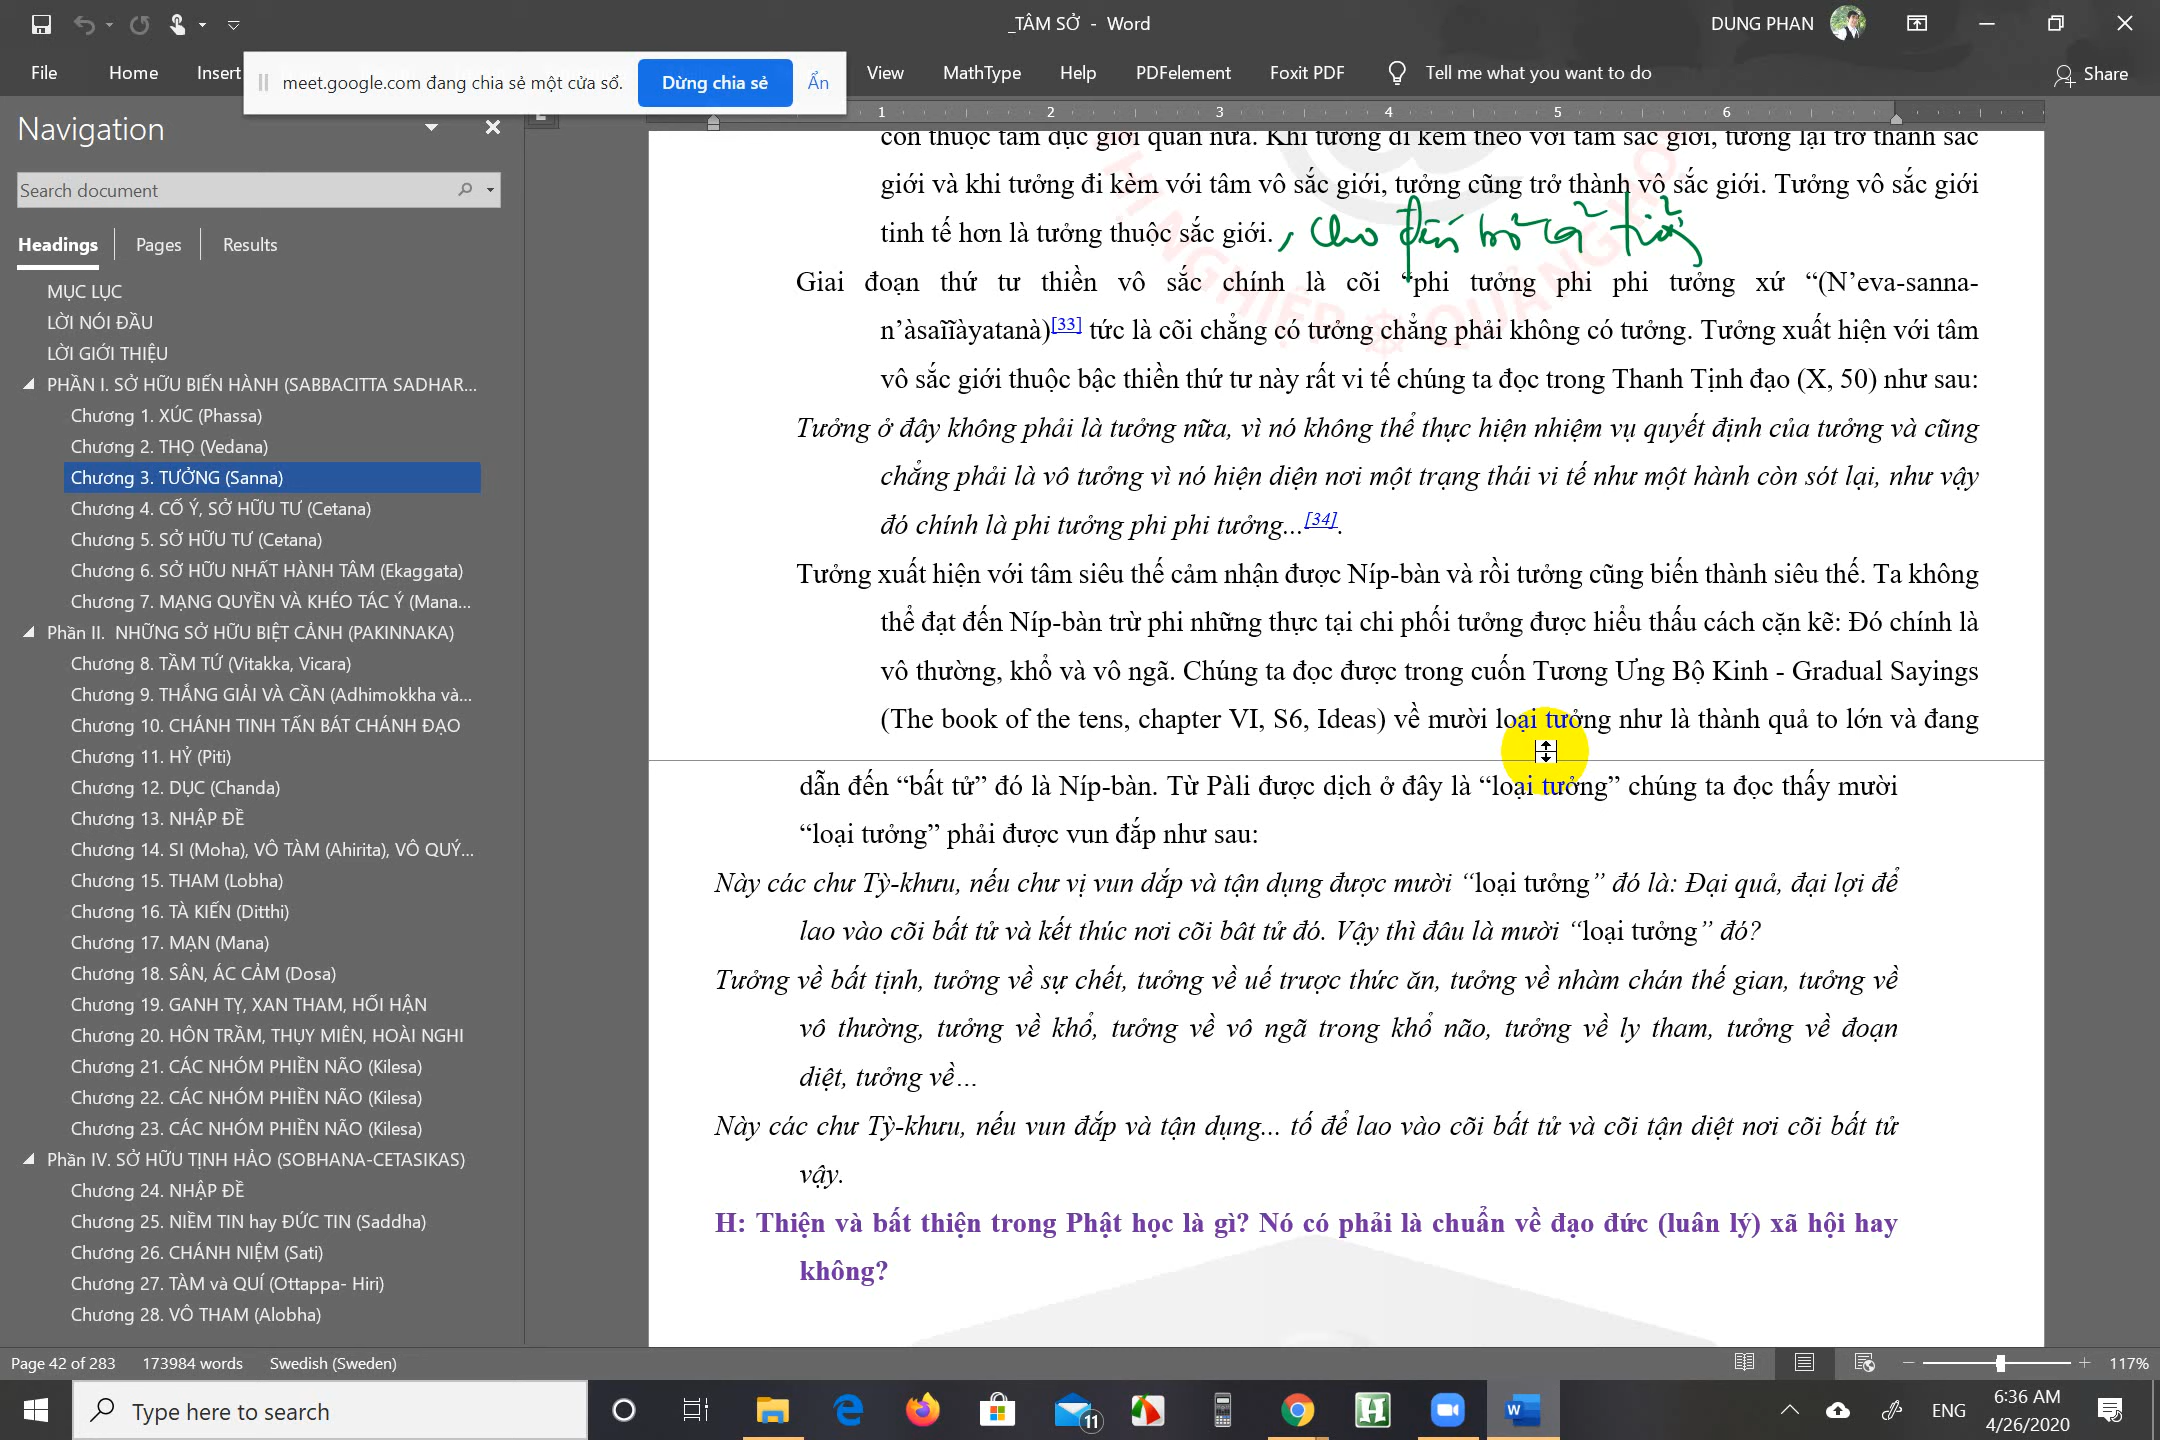 _TÂM SỞ - Word
DUNG PHAN
File
Home
Insert
meet.google.com đang chia sẻ một cửa sổ.
Dừng chia sẻ
Ẩn
View
MathType
Help
PDFelement
Foxit PDF
Tell me what you want to do
Share
Navigation
Search document
Headings
Pages
Results
MỤC LỤC
LỜI NÓI ĐẦU
LỜI GIỚI THIỆU
PHẦN I. SỞ HỮU BIẾN HÀNH (SABBACITTA SADHAR...
Chương 1. XÚC (Phassa)
Chương 2. THỌ (Vedana)
Chương 3. TƯỞNG (Sanna)
Chương 4. CỐ Ý, SỞ HỮU TƯ (Cetana)
Chương 5. SỞ HỮU TƯ (Cetana)
Chương 6. SỞ HỮU NHẤT HÀNH TÂM (Ekaggata)
Chương 7. MẠNG QUYỀN VÀ KHÉO TÁC Ý (Mana...
Phần II. NHỮNG SỞ HỮU BIỆT CẢNH (PAKINNAKA)
Chương 8. TẦM TỨ (Vitakka, Vicara)
Chương 9. THẮNG GIẢI VÀ CẦN (Adhimokkha và...
Chương 10. CHÁNH TINH TẤN BÁT CHÁNH ĐẠO
Chương 11. HỶ (Piti)
Chương 12. DỤC (Chanda)
Chương 13. NHẬP ĐỀ
Chương 14. SI (Moha), VÔ TÀM (Ahirita), VÔ QUÝ...
Chương 15. THAM (Lobha)
Chương 16. TÀ KIẾN (Ditthi)
Chương 17. MẠN (Mana)
Chương 18. SÂN, ÁC CẢM (Dosa)
Chương 19. GANH TỴ, XAN THAM, HỐI HẬN
Chương 20. HÔN TRẦM, THỤY MIÊN, HOÀI NGHI
Chương 21. CÁC NHÓM PHIỀN NÃO (Kilesa)
Chương 22. CÁC NHÓM PHIỀN NÃO (Kilesa)
Chương 23. CÁC NHÓM PHIỀN NÃO (Kilesa)
Phần IV. SỞ HỮU TỊNH HẢO (SOBHANA-CETASIKAS)
Chương 24. NHẬP ĐỀ
Chương 25. NIỀM TIN hay ĐỨC TIN (Saddha)
Chương 26. CHÁNH NIỆM (Sati)
Chương 27. TÀM và QUÍ (Ottappa- Hiri)
Chương 28. VÔ THAM (Alobha)
1 2 3 4 5 6
còn thuộc tâm dục giới quan nữa. Khi tưởng đi kèm theo với tâm sắc giới, tưởng lại trở thành sắc
giới và khi tưởng đi kèm với tâm vô sắc giới, tưởng cũng trở thành vô sắc giới. Tưởng vô sắc giới
tinh tế hơn là tưởng thuộc sắc giới. , cho đến
Giai đoạn thứ tư thiền vô sắc chính là cõi “phi tưởng phi phi tưởng xứ “(N’eva-sanna-
n’àsaĩĩàyatanà)[33] tức là cõi chẳng có tưởng chẳng phải không có tưởng. Tưởng xuất hiện với tâm
vô sắc giới thuộc bậc thiền thứ tư này rất vi tế chúng ta đọc trong Thanh Tịnh đạo (X, 50) như sau:
Tưởng ở đây không phải là tưởng nữa, vì nó không thể thực hiện nhiệm vụ quyết định của tưởng và cũng
chẳng phải là vô tưởng vì nó hiện diện nơi một trạng thái vi tế như một hành còn sót lại, như vậy
đó chính là phi tưởng phi phi tưởng...[34].
Tưởng xuất hiện với tâm siêu thế cảm nhận được Níp-bàn và rồi tưởng cũng biến thành siêu thế. Ta không
thể đạt đến Níp-bàn trừ phi những thực tại chi phối tưởng được hiểu thấu cách cặn kẽ: Đó chính là
vô thường, khổ và vô ngã. Chúng ta đọc được trong cuốn Tương Ưng Bộ Kinh - Gradual Sayings
(The book of the tens, chapter VI, S6, Ideas) về mười loại tưởng như là thành quả to lớn và đang
dẫn đến “bất tử” đó là Níp-bàn. Từ Pàli được dịch ở đây là “loại tưởng” chúng ta đọc thấy mười
“loại tưởng” phải được vun đắp như sau:
Này các chư Tỳ-khưu, nếu chư vị vun dắp và tận dụng được mười “loại tưởng” đó là: Đại quả, đại lợi để
lao vào cõi bất tử và kết thúc nơi cõi bât tử đó. Vậy thì đâu là mười “loại tưởng” đó?
Tưởng về bất tịnh, tưởng về sự chết, tưởng về uế trược thức ăn, tưởng về nhàm chán thế gian, tưởng về
vô thường, tưởng về khổ, tưởng về vô ngã trong khổ não, tưởng về ly tham, tưởng về đoạn
diệt, tưởng về…
Này các chư Tỳ-khưu, nếu vun đắp và tận dụng... tố để lao vào cõi bất tử và cõi tận diệt nơi cõi bất tử
vậy.
H: Thiện và bất thiện trong Phật học là gì? Nó có phải là chuẩn về đạo đức (luân lý) xã hội hay
không?
Page 42 of 283
173984 words
Swedish (Sweden)
117%
Type here to search
11
ENG
6:36 AM
4/26/2020